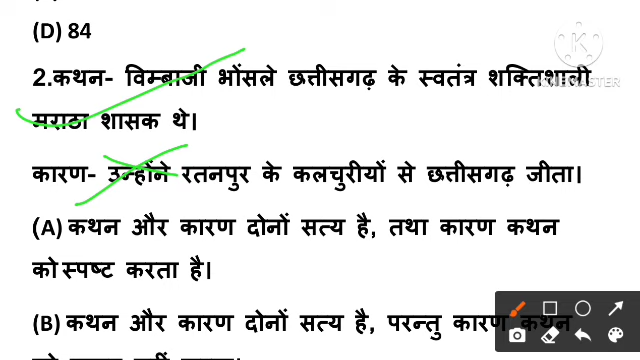 (D) 84
2.कथन- विम्बाजी भोंसले छत्तीसगढ़ के स्वतंत्र शक्तिशाली
मराठा शासक थे।
कारण- उन्होंने रतनपुर के कलचुरीयों से छत्तीसगढ़ जीता।
(A) कथन और कारण दोनों सत्य है, तथा कारण कथन
को स्पष्ट करता है।
(B) कथन और कारण दोनों सत्य है, परन्तु कारण कथन
KINEMASTER